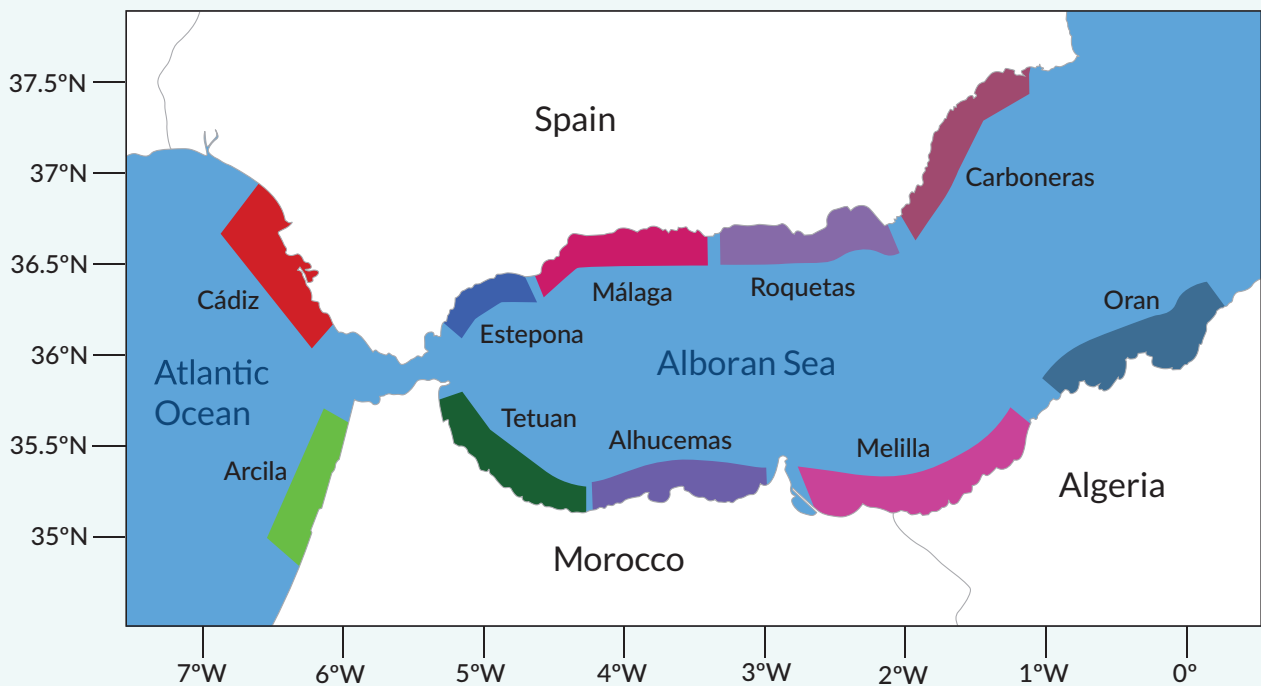 37.5°N
37°N
36.5°N
36°N
35.5°N
35°N
Spain
Carboneras
Cádiz
Málaga
Roquetas
Oran
Estepona
Atlantic
Ocean
Alboran Sea
Tetuan
Alhucemas
Melilla
Arcila
Algeria
Morocco
7°W
6°W
5°W
4°W
3°W
2°W
1°W
0°